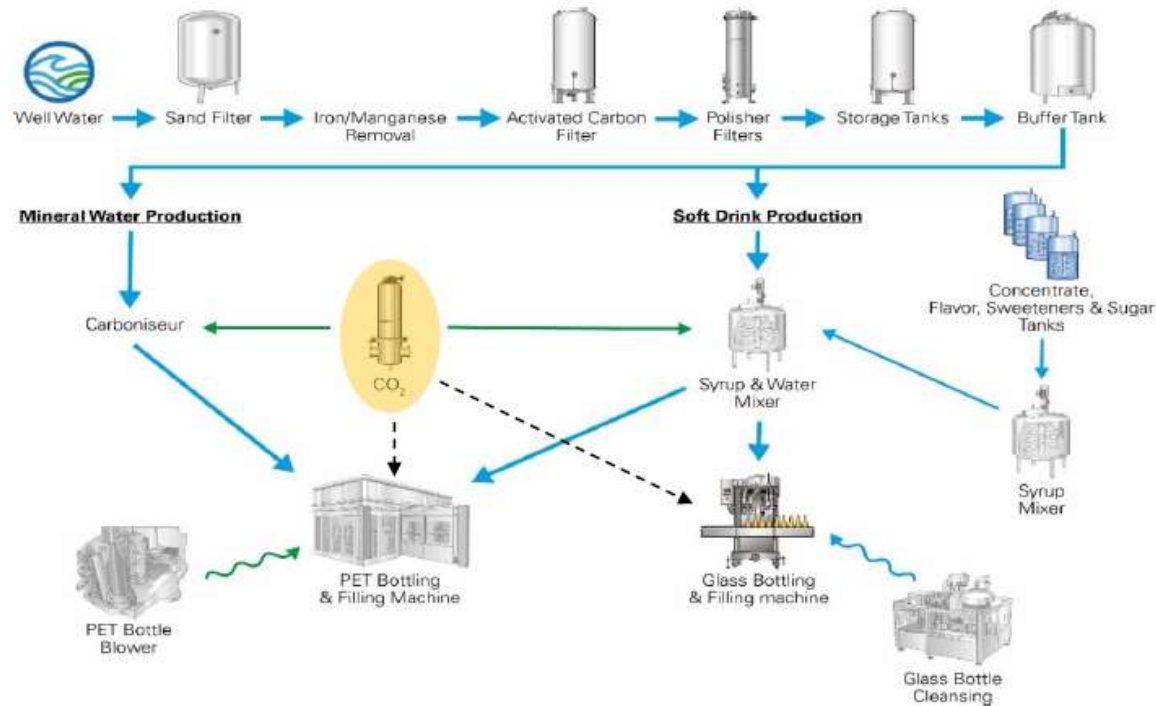 Well Water
Sand Filter
Iron/Manganese
Removal
Activated Carbon
Filter
Polisher
Filters
Storage Tanks
Buffer Tank
Mineral Water Production
Soft Drink Production
Concentrate,
Flavor, Sweeteners & Sugar
Tanks
Carboniseur
CO₂
Syrup & Water
Mixer
Syrup
Mixer
PET Bottling
& Filling Machine
Glass Bottling
& Filling machine
PET Bottle
Blower
Glass Bottle
Cleansing